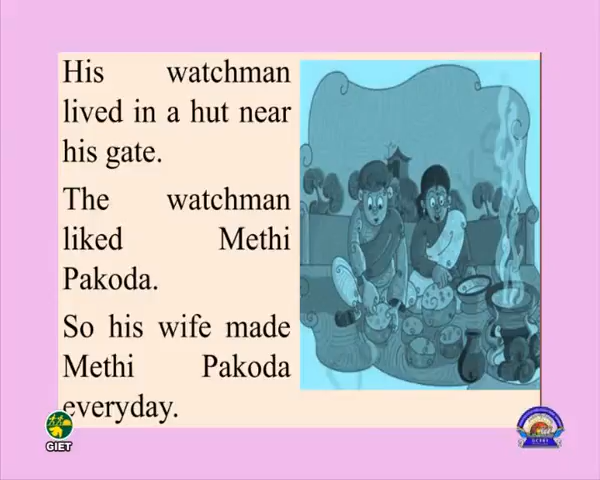 His watchman
lived in a hut near
his gate.
The watchman
liked Methi
Pakoda.
So his wife made
Methi Pakoda
everyday.
GIET